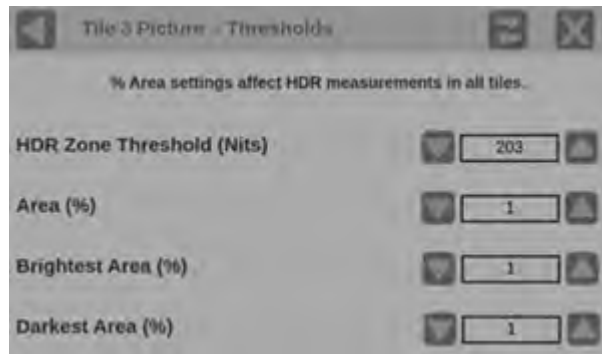 Tile 3 Picture - Thresholds
% Area settings affect HDR measurements in all tiles.
HDR Zone Threshold (Nits)
203
Area (%)
1
Brightest Area (%)
1
Darkest Area (%)
1